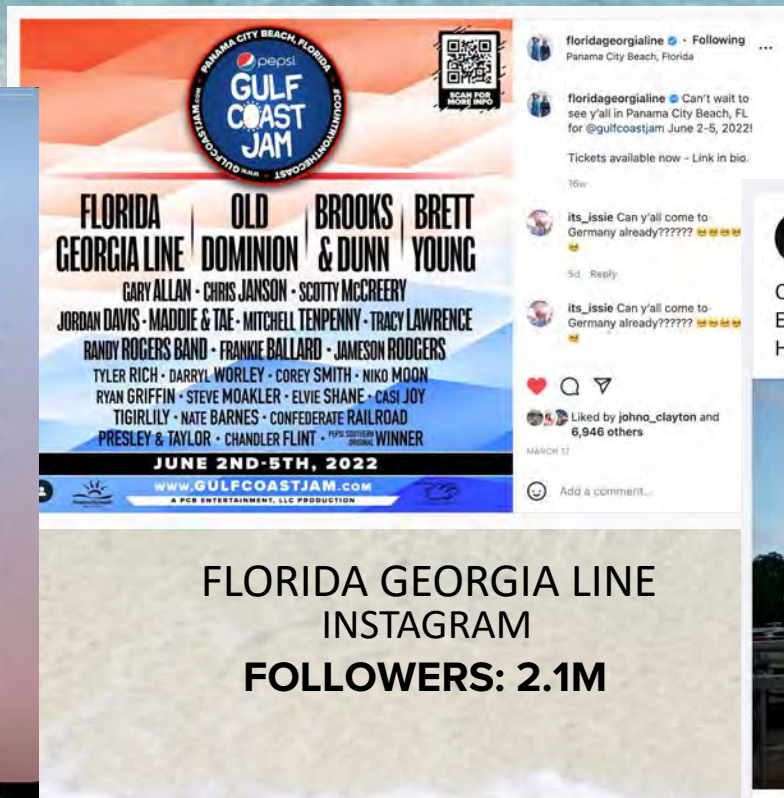 PANAMA CITY BEACH, FLORIDA
#COUNTRYONTHECOAST
WWW.GULFCOASTJAM.COM
pepsi
GULF
COAST
JAM
SCAN FOR
MORE INFO
FLORIDA GEORGIA LINE
OLD DOMINION
BROOKS & DUNN
BRETT YOUNG
GARY ALLAN • CHRIS JANSON • SCOTTY McCREERY
JORDAN DAVIS • MADDIE & TAE • MITCHELL TENPENNY • TRACY LAWRENCE
RANDY ROGERS BAND • FRANKIE BALLARD • JAMESON RODGERS
TYLER RICH • DARRYL WORLEY • COREY SMITH • NIKO MOON
RYAN GRIFFIN • STEVE MOAKLER • ELVIE SHANE • CASI JOY
TIGIRLILY • NATE BARNES • CONFEDERATE RAILROAD
PRESLEY & TAYLOR • CHANDLER FLINT • PEPSI SOUTHERN ORIGINAL WINNER
JUNE 2ND-5TH, 2022
WWW.GULFCOASTJAM.COM
A PCB ENTERTAINMENT, LLC PRODUCTION
floridageorgialine • Following
Panama City Beach, Florida
floridageorgialine Can't wait to
see y'all in Panama City Beach, FL
for @gulfcoastjam June 2-5, 2022!
Tickets available now - Link in bio.
16w
its_issie Can y'all come to
Germany already??????
5d Reply
its_issie Can y'all come to
Germany already??????
Liked by johno_clayton and
6,946 others
MARCH 17
Add a comment...
FLORIDA GEORGIA LINE
INSTAGRAM
FOLLOWERS: 2.1M